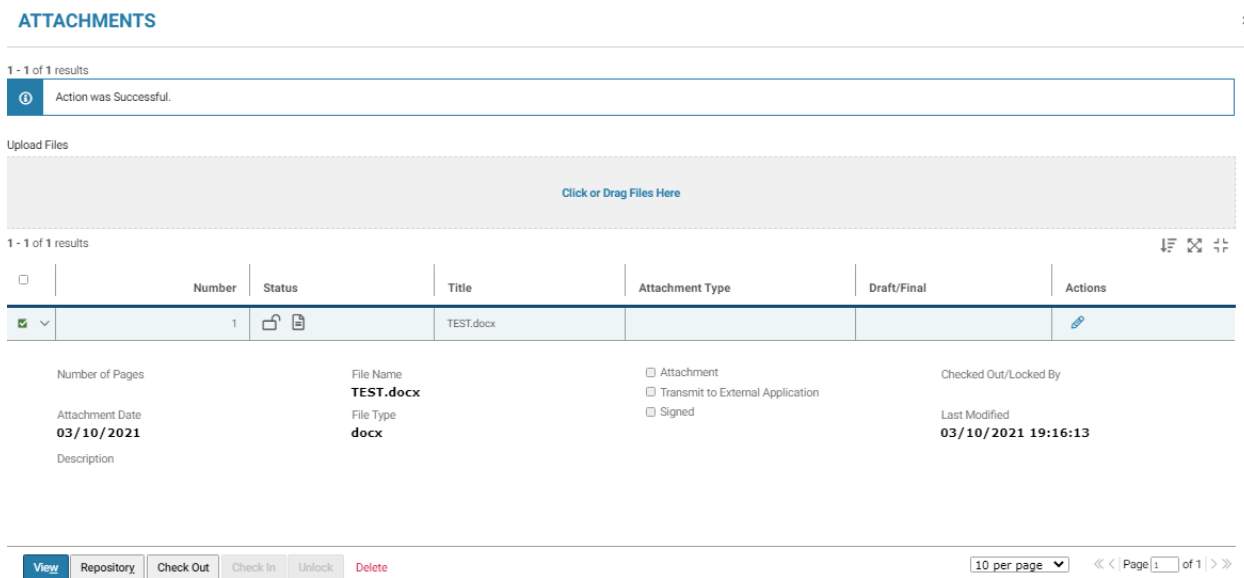 ATTACHMENTS
1 - 1 of 1 results
Action was Successful.
Upload Files
Click or Drag Files Here
1 - 1 of 1 results
Number Status Title Attachment Type Draft/Final Actions
1 TEST.docx
Number of Pages File Name Attachment Checked Out/Locked By
TEST.docx Transmit to External Application
Attachment Date File Type Signed Last Modified
03/10/2021 docx 03/10/2021 19:16:13
Description
View Repository Check Out Check In Unlock Delete 10 per page Page 1 of 1